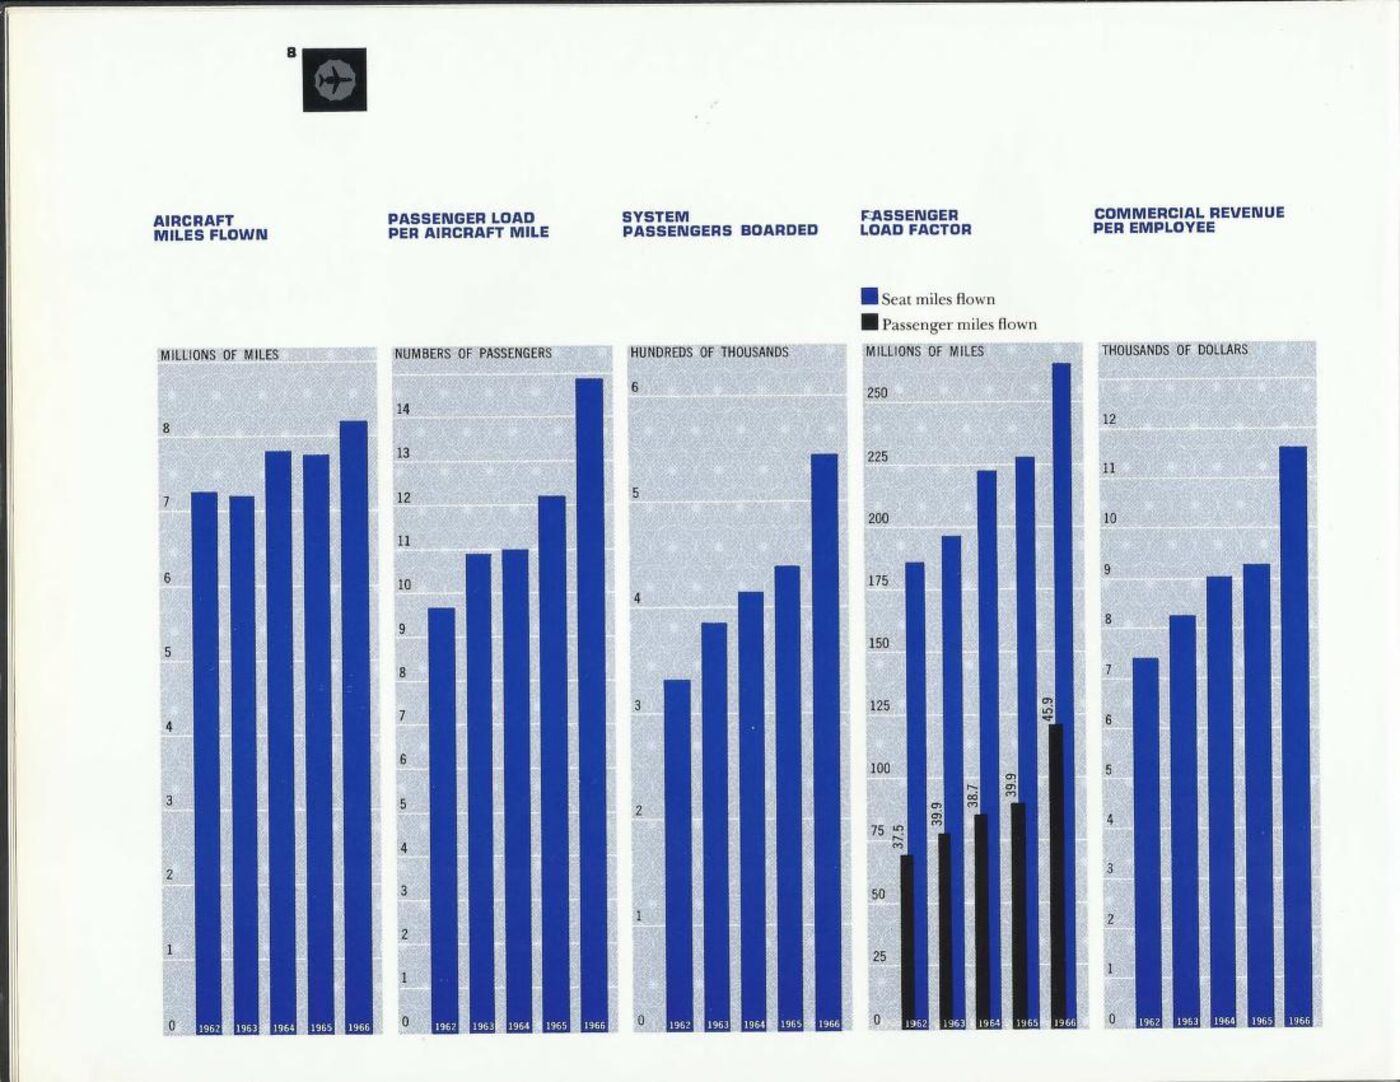 B
AIRCRAFT
MILES FLOWN
MILLIONS OF MILES
8
7
6
5
4
3
2
1
0
1962 1963 1964 1965 1966
PASSENGER LOAD
PER AIRCRAFT MILE
NUMBERS OF PASSENGERS
14
13
12
11
10
9
8
7
6
5
4
3
2
1
0
1962 1963 1964 1965 1966
SYSTEM
PASSENGERS BOARDED
HUNDREDS OF THOUSANDS
6
5
4
3
2
1
0
1962 1963 1964 1965 1966
PASSENGER
LOAD FACTOR
Seat miles flown
Passenger miles flown
MILLIONS OF MILES
250
225
200
175
150
125
100
75
50
25
0
37.5
39.9
38.7
39.9
45.9
1962 1963 1964 1965 1966
COMMERCIAL REVENUE
PER EMPLOYEE
THOUSANDS OF DOLLARS
12
11
10
9
8
7
6
5
4
3
2
1
0
1962 1963 1964 1965 1966